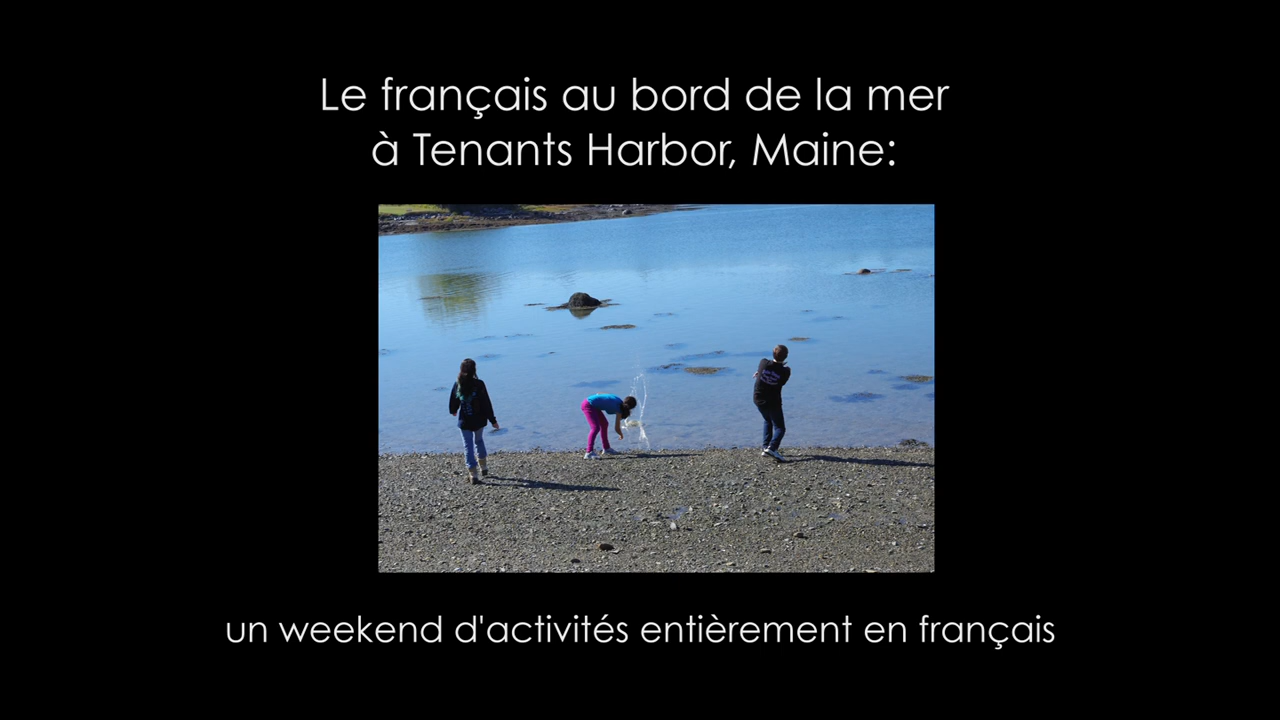 Le français au bord de la mer
à Tenants Harbor, Maine:
un weekend d'activités entièrement en français